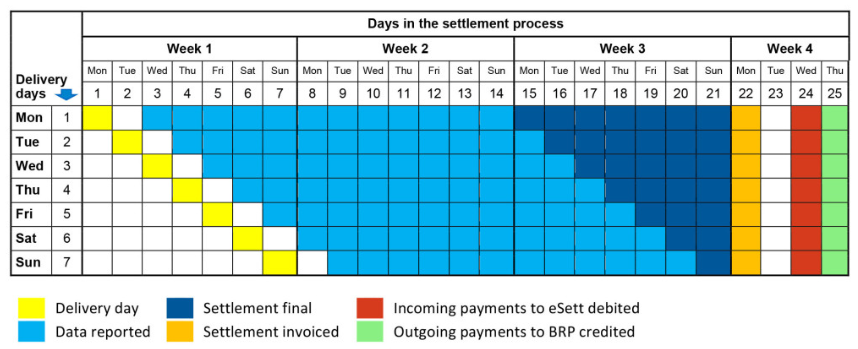 Days in the settlement process
Week 1 Week 2 Week 3 Week 4
Delivery days Mon Tue Wed Thu Fri Sat Sun Mon Tue Wed Thu Fri Sat Sun Mon Tue Wed Thu Fri Sat Sun Mon Tue Wed Thu
1 2 3 4 5 6 7 8 9 10 11 12 13 14 15 16 17 18 19 20 21 22 23 24 25
Mon 1
Tue 2
Wed 3
Thu 4
Fri 5
Sat 6
Sun 7
Delivery day Settlement final Incoming payments to eSett debited
Data reported Settlement invoiced Outgoing payments to BRP credited